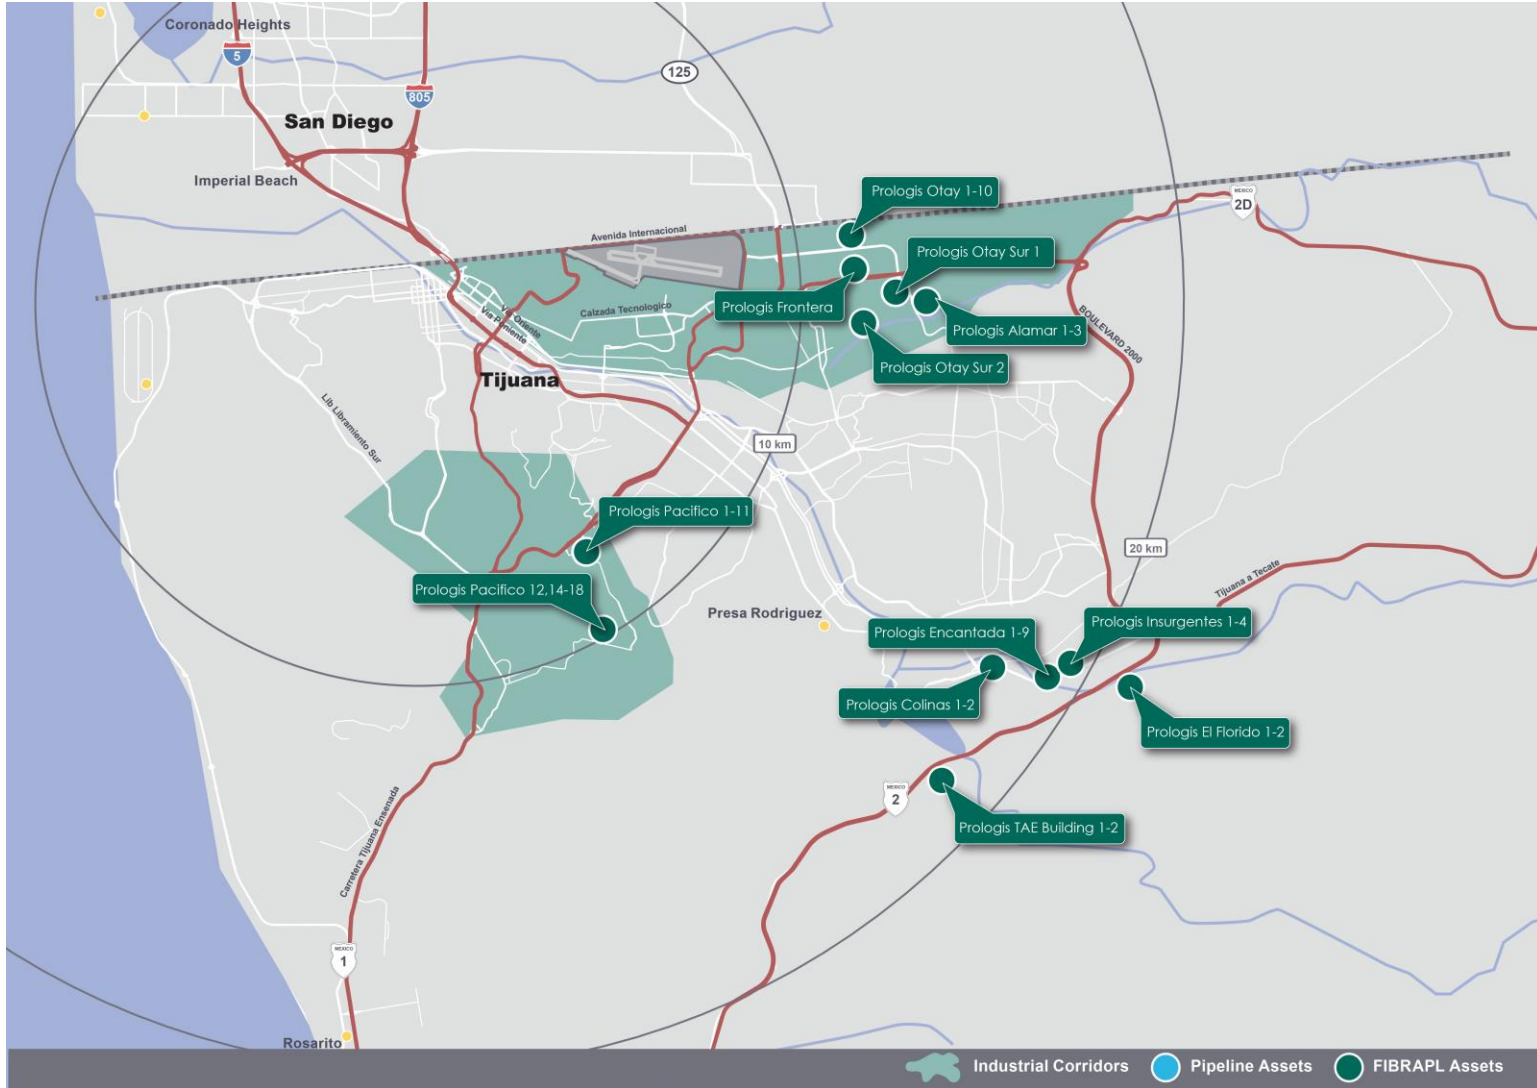 Coronado Heights
5
805
125
San Diego
Imperial Beach
Prologis Otay 1-10
MEXICO
2D
Avenida Internacional
Prologis Otay Sur 1
Prologis Frontera
Calzada Tecnologico
Via Oriente
Via Poniente
Prologis Alamar 1-3
BOULEVARD 2000
Prologis Otay Sur 2
Tijuana
Lib Libramiento Sur
10 km
Prologis Pacifico 1-11
20 km
Prologis Pacifico 12,14-18
Tijuana a Tecate
Presa Rodriguez
Prologis Insurgentes 1-4
Prologis Encantada 1-9
Prologis Colinas 1-2
Prologis El Florido 1-2
MEXICO
2
Prologis TAE Building 1-2
Carretera Tijuana Ensenada
MEXICO
1
Rosarito
Industrial Corridors
Pipeline Assets
FIBRAPL Assets